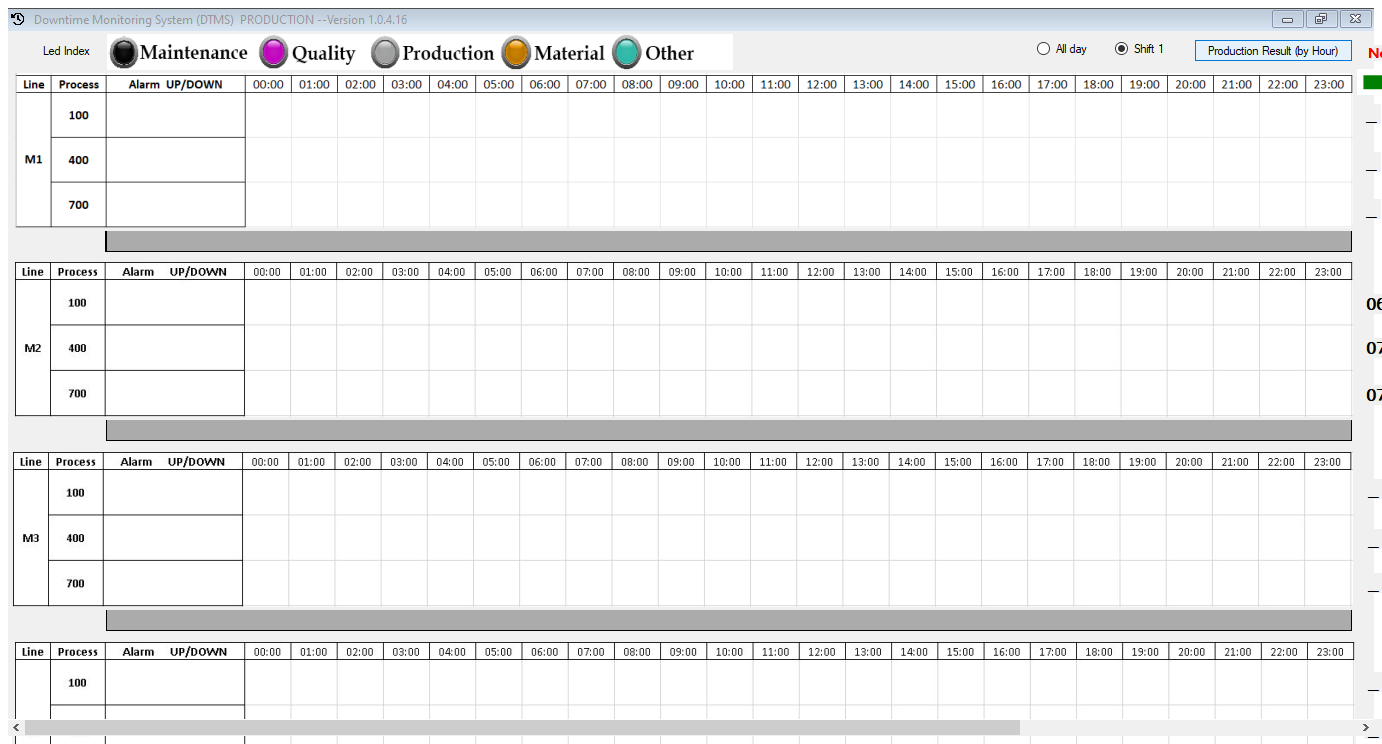 Downtime Monitoring System (DTMS) PRODUCTION --Version 1.0.4.16
Led Index Maintenance Quality Production Material Other All day Shift 1 Production Result (by Hour)
Line Process Alarm UP/DOWN 00:00 01:00 02:00 03:00 04:00 05:00 06:00 07:00 08:00 09:00 10:00 11:00 12:00 13:00 14:00 15:00 16:00 17:00 18:00 19:00 20:00 21:00 22:00 23:00
100
M1 400
700
Line Process Alarm UP/DOWN 00:00 01:00 02:00 03:00 04:00 05:00 06:00 07:00 08:00 09:00 10:00 11:00 12:00 13:00 14:00 15:00 16:00 17:00 18:00 19:00 20:00 21:00 22:00 23:00
100 06
M2 400 07
700 07
Line Process Alarm UP/DOWN 00:00 01:00 02:00 03:00 04:00 05:00 06:00 07:00 08:00 09:00 10:00 11:00 12:00 13:00 14:00 15:00 16:00 17:00 18:00 19:00 20:00 21:00 22:00 23:00
100
M3 400
700
Line Process Alarm UP/DOWN 00:00 01:00 02:00 03:00 04:00 05:00 06:00 07:00 08:00 09:00 10:00 11:00 12:00 13:00 14:00 15:00 16:00 17:00 18:00 19:00 20:00 21:00 22:00 23:00
100